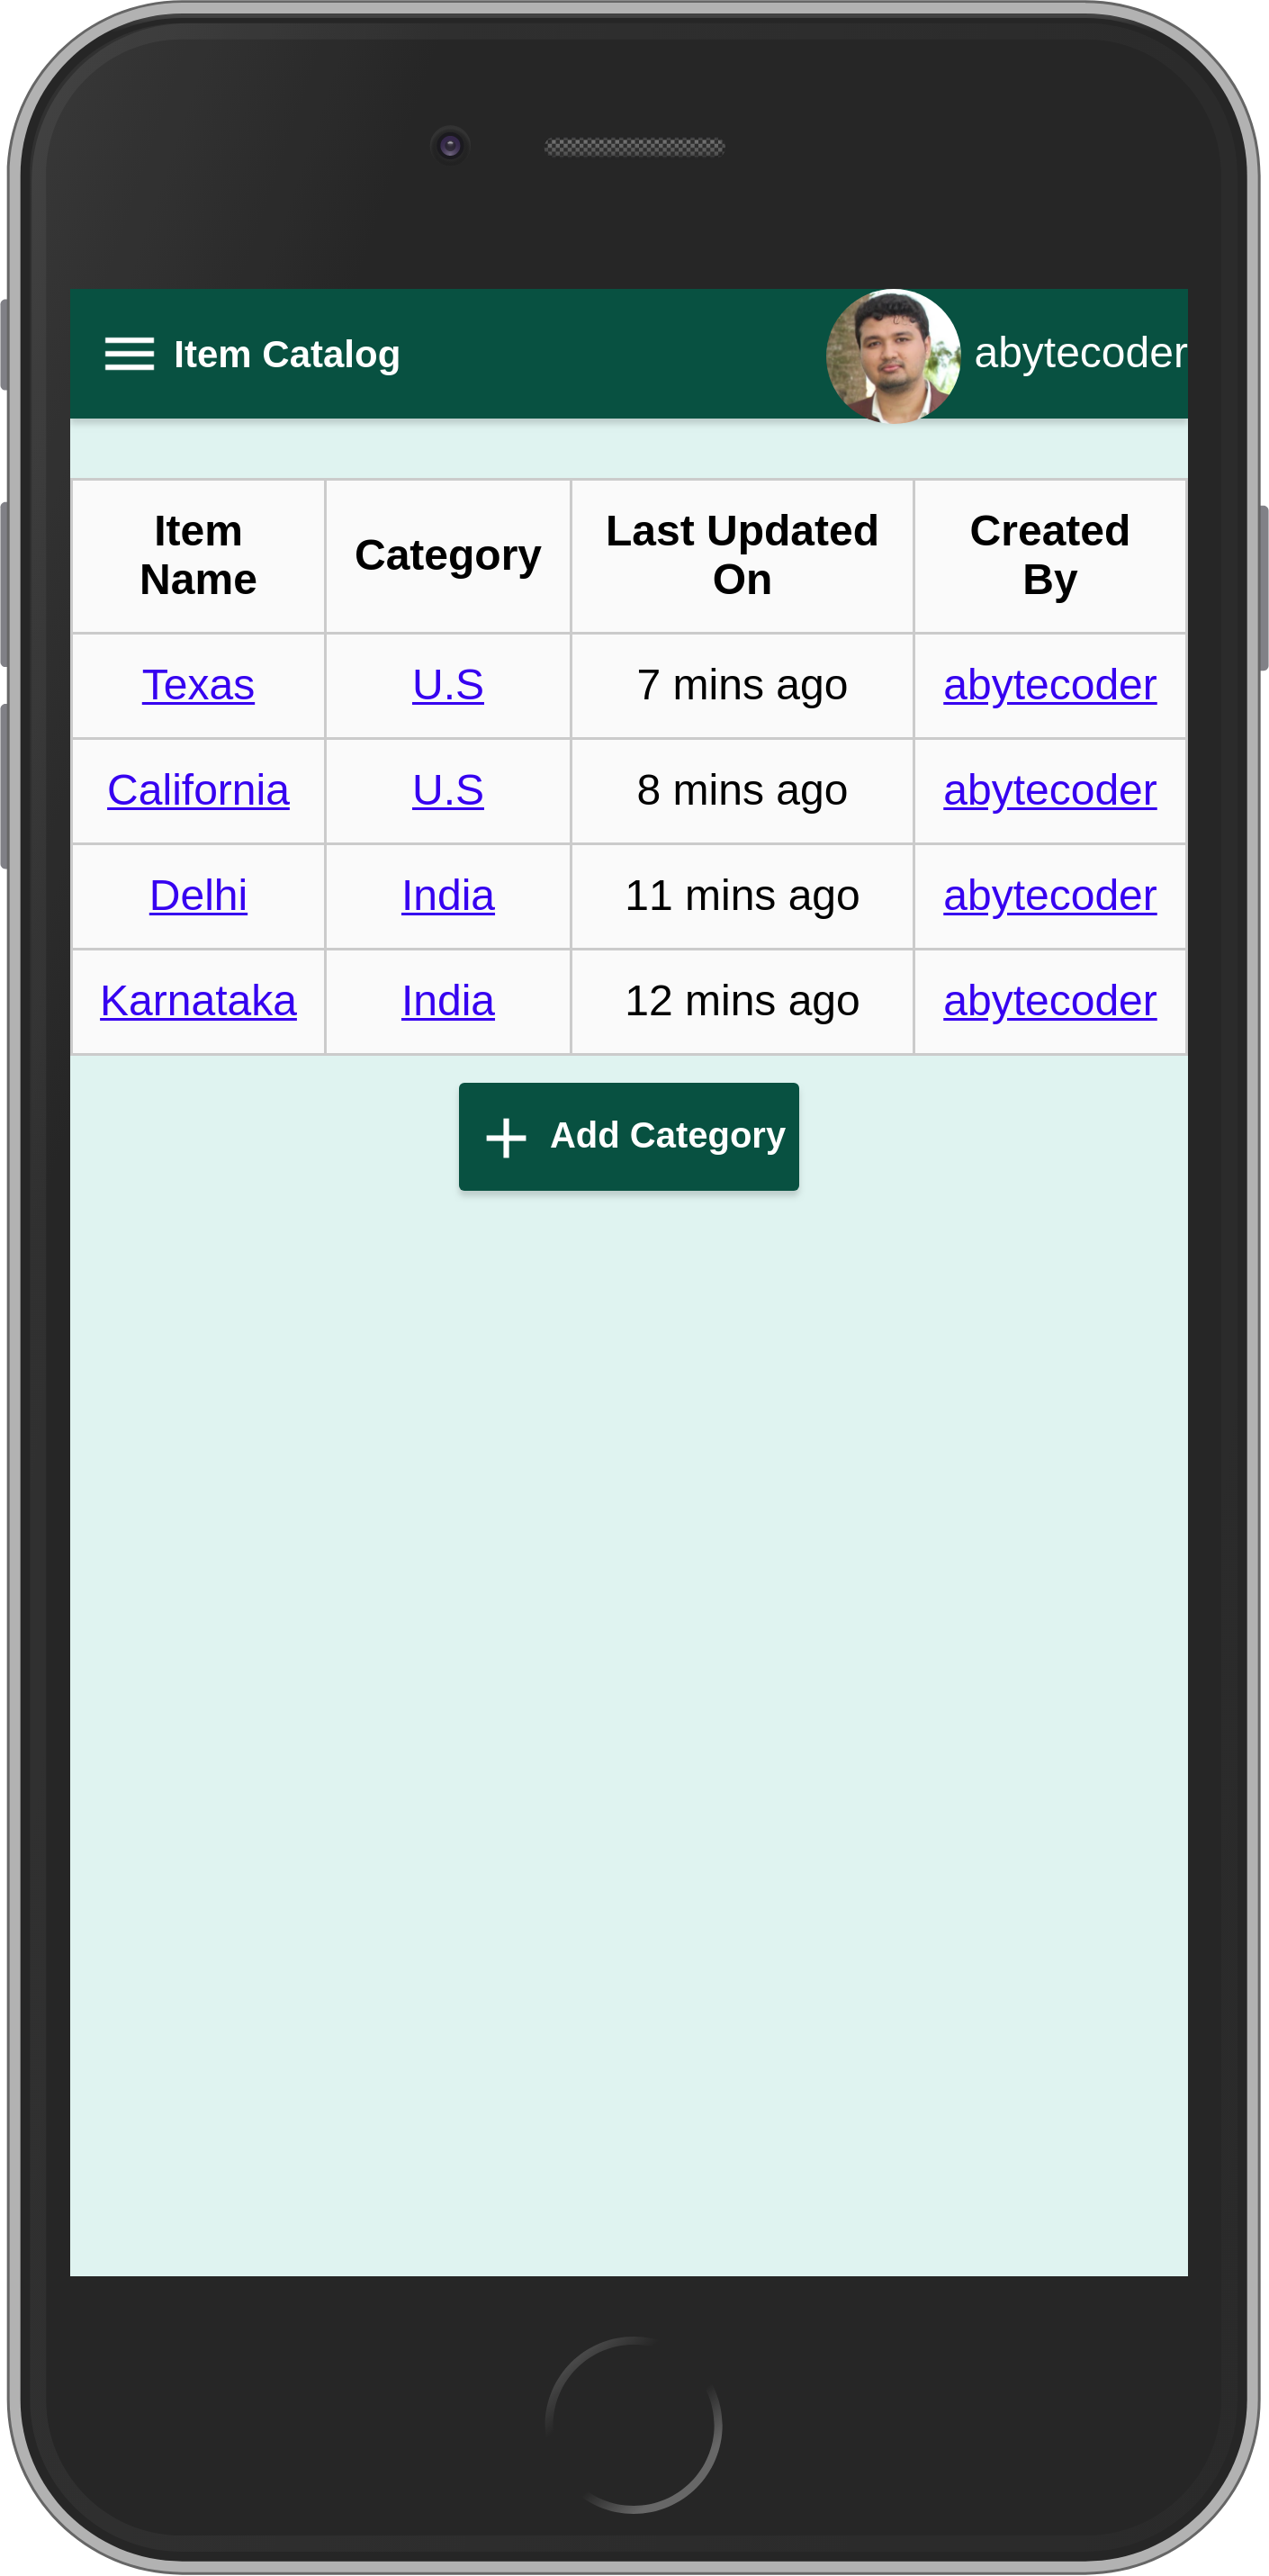 Item Catalog
abytecoder
Item Name Category Last Updated On Created By
Texas U.S 7 mins ago abytecoder
California U.S 8 mins ago abytecoder
Delhi India 11 mins ago abytecoder
Karnataka India 12 mins ago abytecoder
Add Category